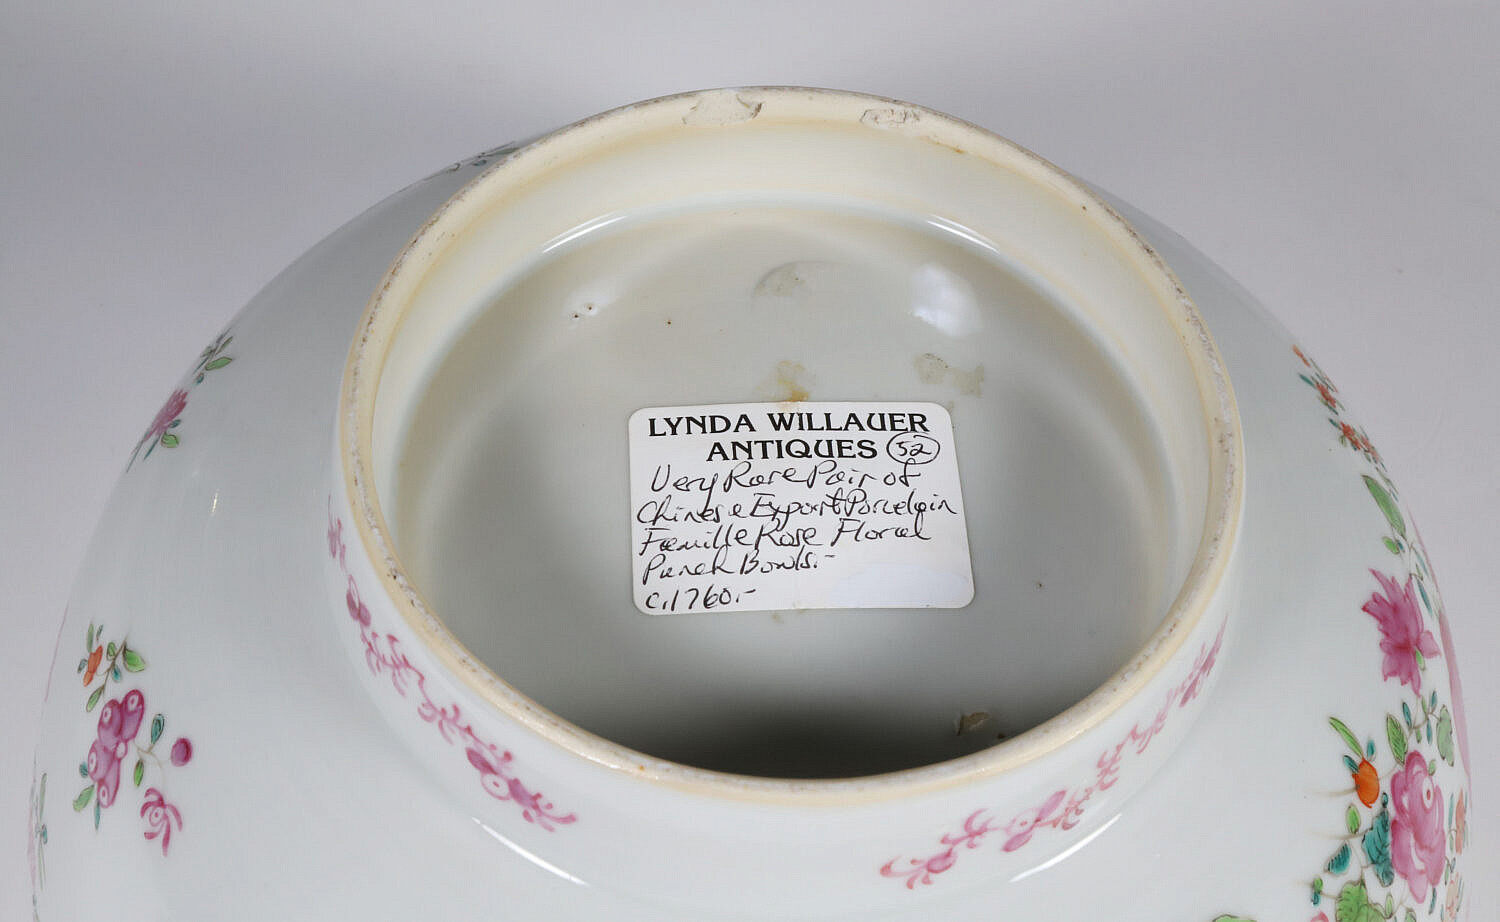 LYNDA WILLAUER
ANTIQUES 52
Very Rare Pair of
Chinese Export Porcelain
Famille Rose Floral
Punch Bowls.-
c.1760.-